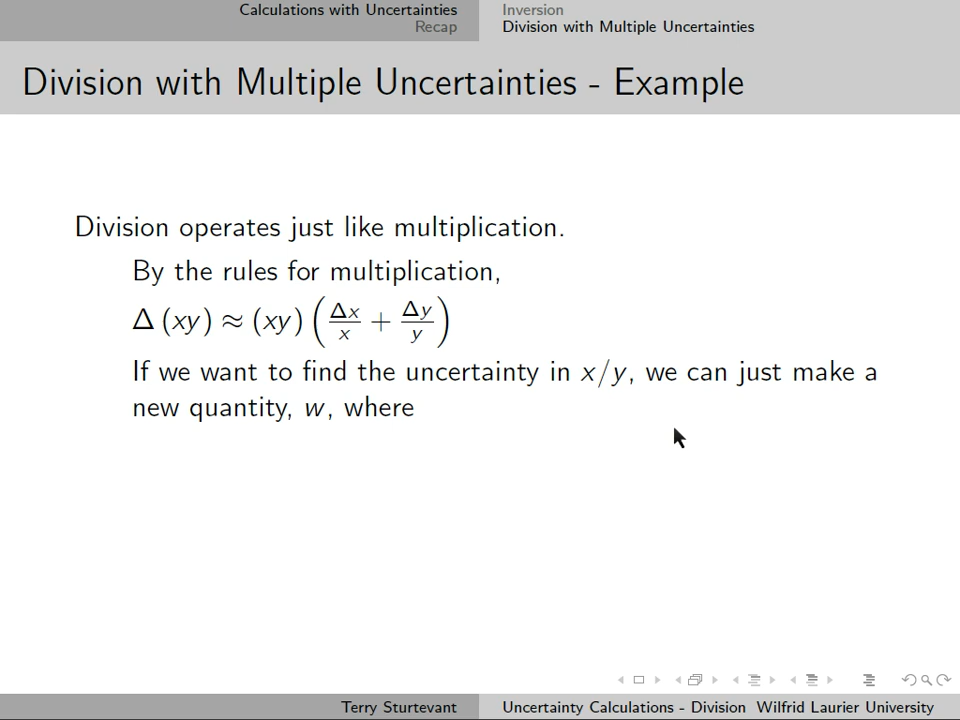 Calculations with Uncertainties
Recap
Inversion
Division with Multiple Uncertainties
Division with Multiple Uncertainties - Example
Division operates just like multiplication.
By the rules for multiplication,
Δ (xy) ≈ (xy) (Δx/x + Δy/y)
If we want to find the uncertainty in x/y, we can just make a
new quantity, w, where
Terry Sturtevant
Uncertainty Calculations - Division Wilfrid Laurier University